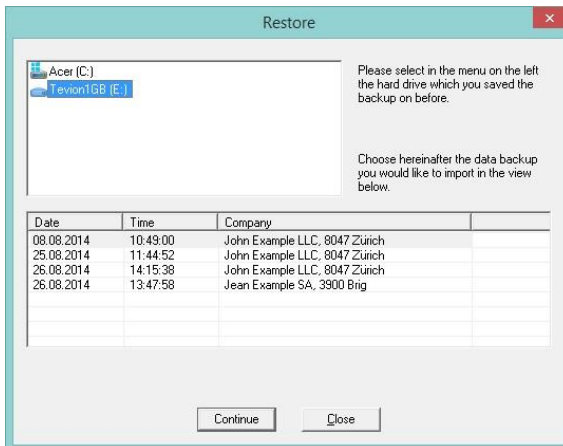 Restore
Acer (C:)
Tevion1GB (E:)
Please select in the menu on the left
the hard drive which you saved the
backup on before.
Choose hereinafter the data backup
you would like to import in the view
below.
Date Time Company
08.08.2014 10:49:00 John Example LLC, 8047 Zürich
25.08.2014 11:44:52 John Example LLC, 8047 Zürich
26.08.2014 14:15:38 John Example LLC, 8047 Zürich
26.08.2014 13:47:58 Jean Example SA, 3900 Brig
Continue Close